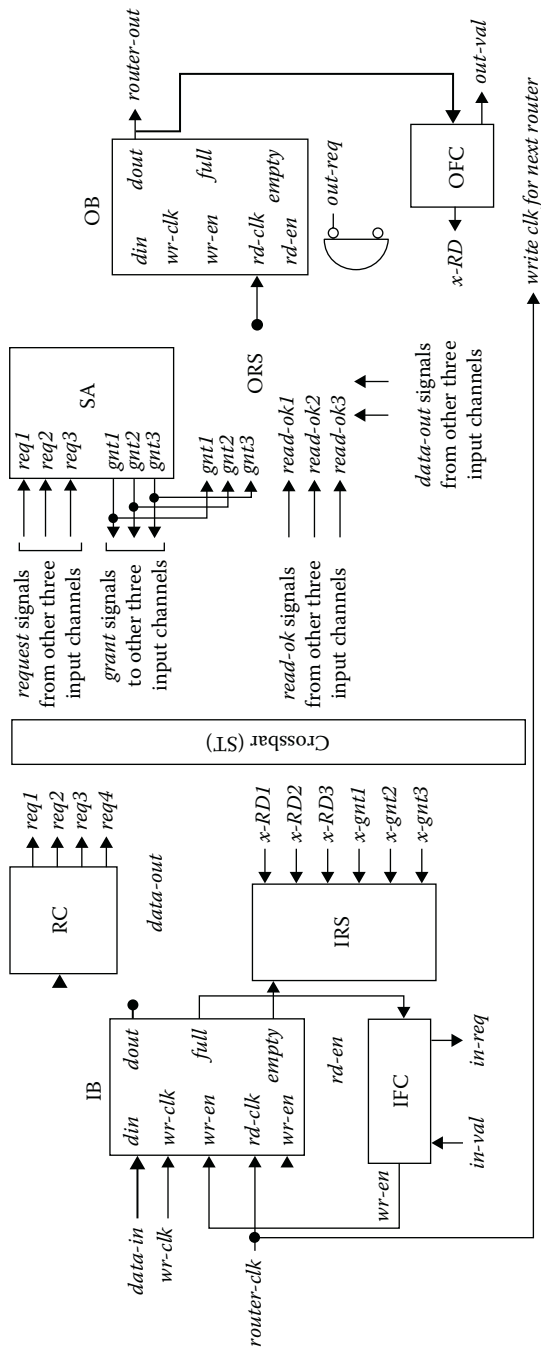 data-in
wr-clk
router-clk
IB
din
wr-clk
wr-en
rd-clk
wr-en
dout
full
empty
wr-en
IFC
in-val
in-req
rd-en
RC
req1
req2
req3
req4
data-out
IRS
x-RD1
x-RD2
x-RD3
x-gnt1
x-gnt2
x-gnt3
Crossbar (ST)
request signals
from other three
input channels
grant signals
to other three
input channels
read-ok signals
from other three
input channels
SA
req1
req2
req3
gnt1
gnt2
gnt3
gnt1
gnt2
gnt3
read-ok1
read-ok2
read-ok3
ORS
data-out signals
from other three
input channels
OB
din
wr-clk
wr-en
rd-clk
rd-en
dout
full
empty
router-out
out-req
x-RD
OFC
out-val
write clk for next router